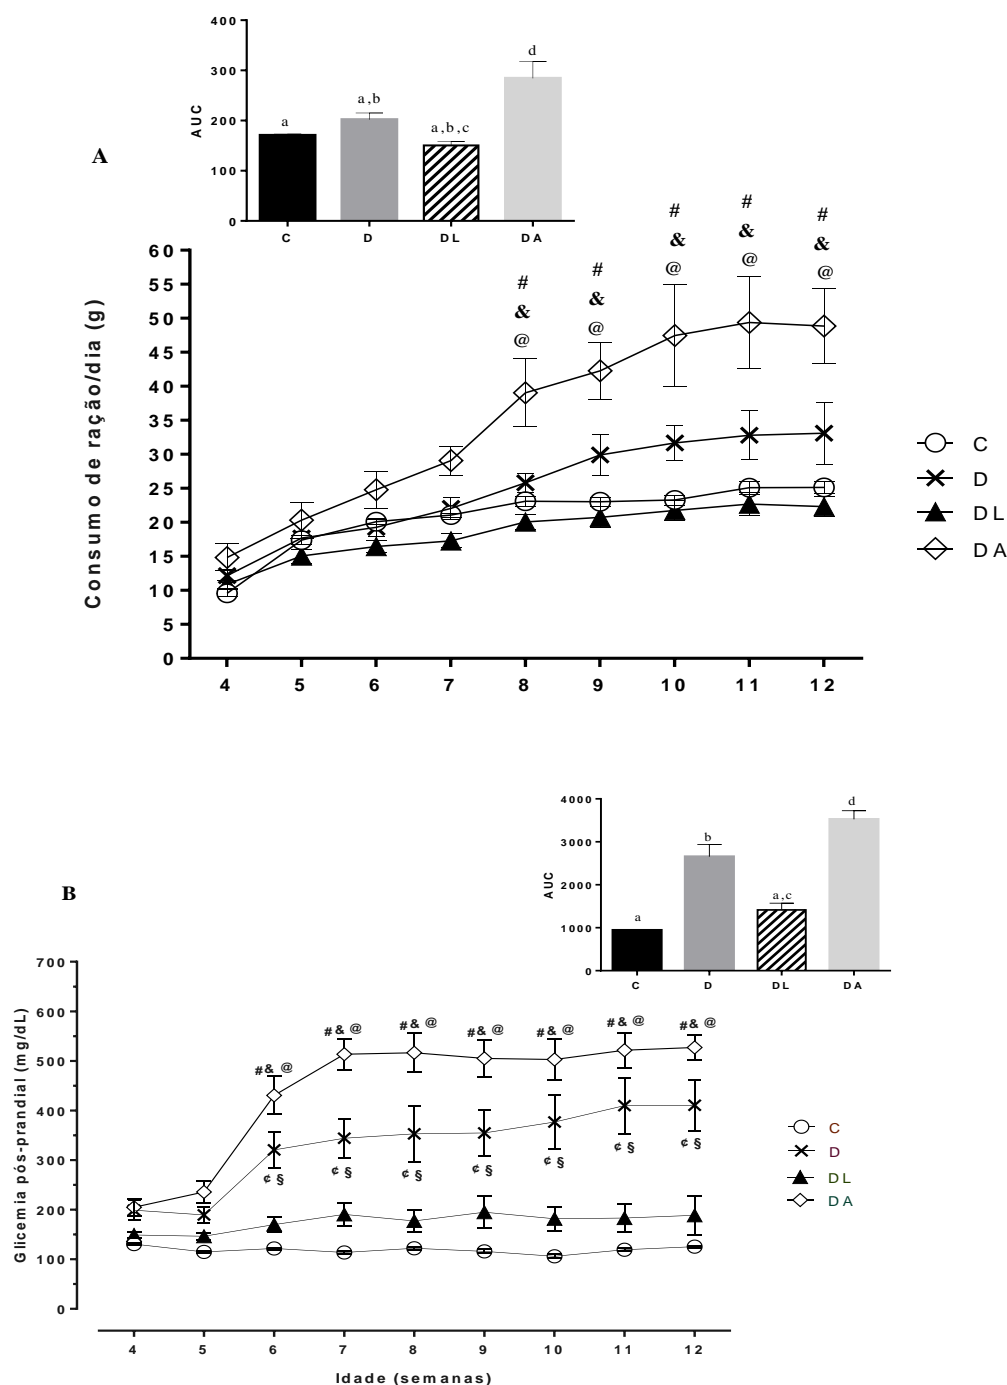 400
300
200
100
0
AUC
a
a,b
a,b,c
d
C D DL DA
A
# # # # #
& & & & &
@ @ @ @ @
60
55
50
45
40
35
30
25
20
15
10
5
0
Consumo de ração/dia (g)
4 5 6 7 8 9 10 11 12
C
D
DL
DA
4000
3000
2000
1000
0
AUC
a
b
a,c
d
C D DL DA
B
700
600
500
400
300
200
100
0
Glicemia pós-prandial (mg/dL)
#& @ #& @ #& @ #& @ #& @ #& @ #& @
¢ § ¢ § ¢ § ¢ § ¢ § ¢ § ¢ §
4 5 6 7 8 9 10 11 12
Idade (semanas)
C
D
DL
DA